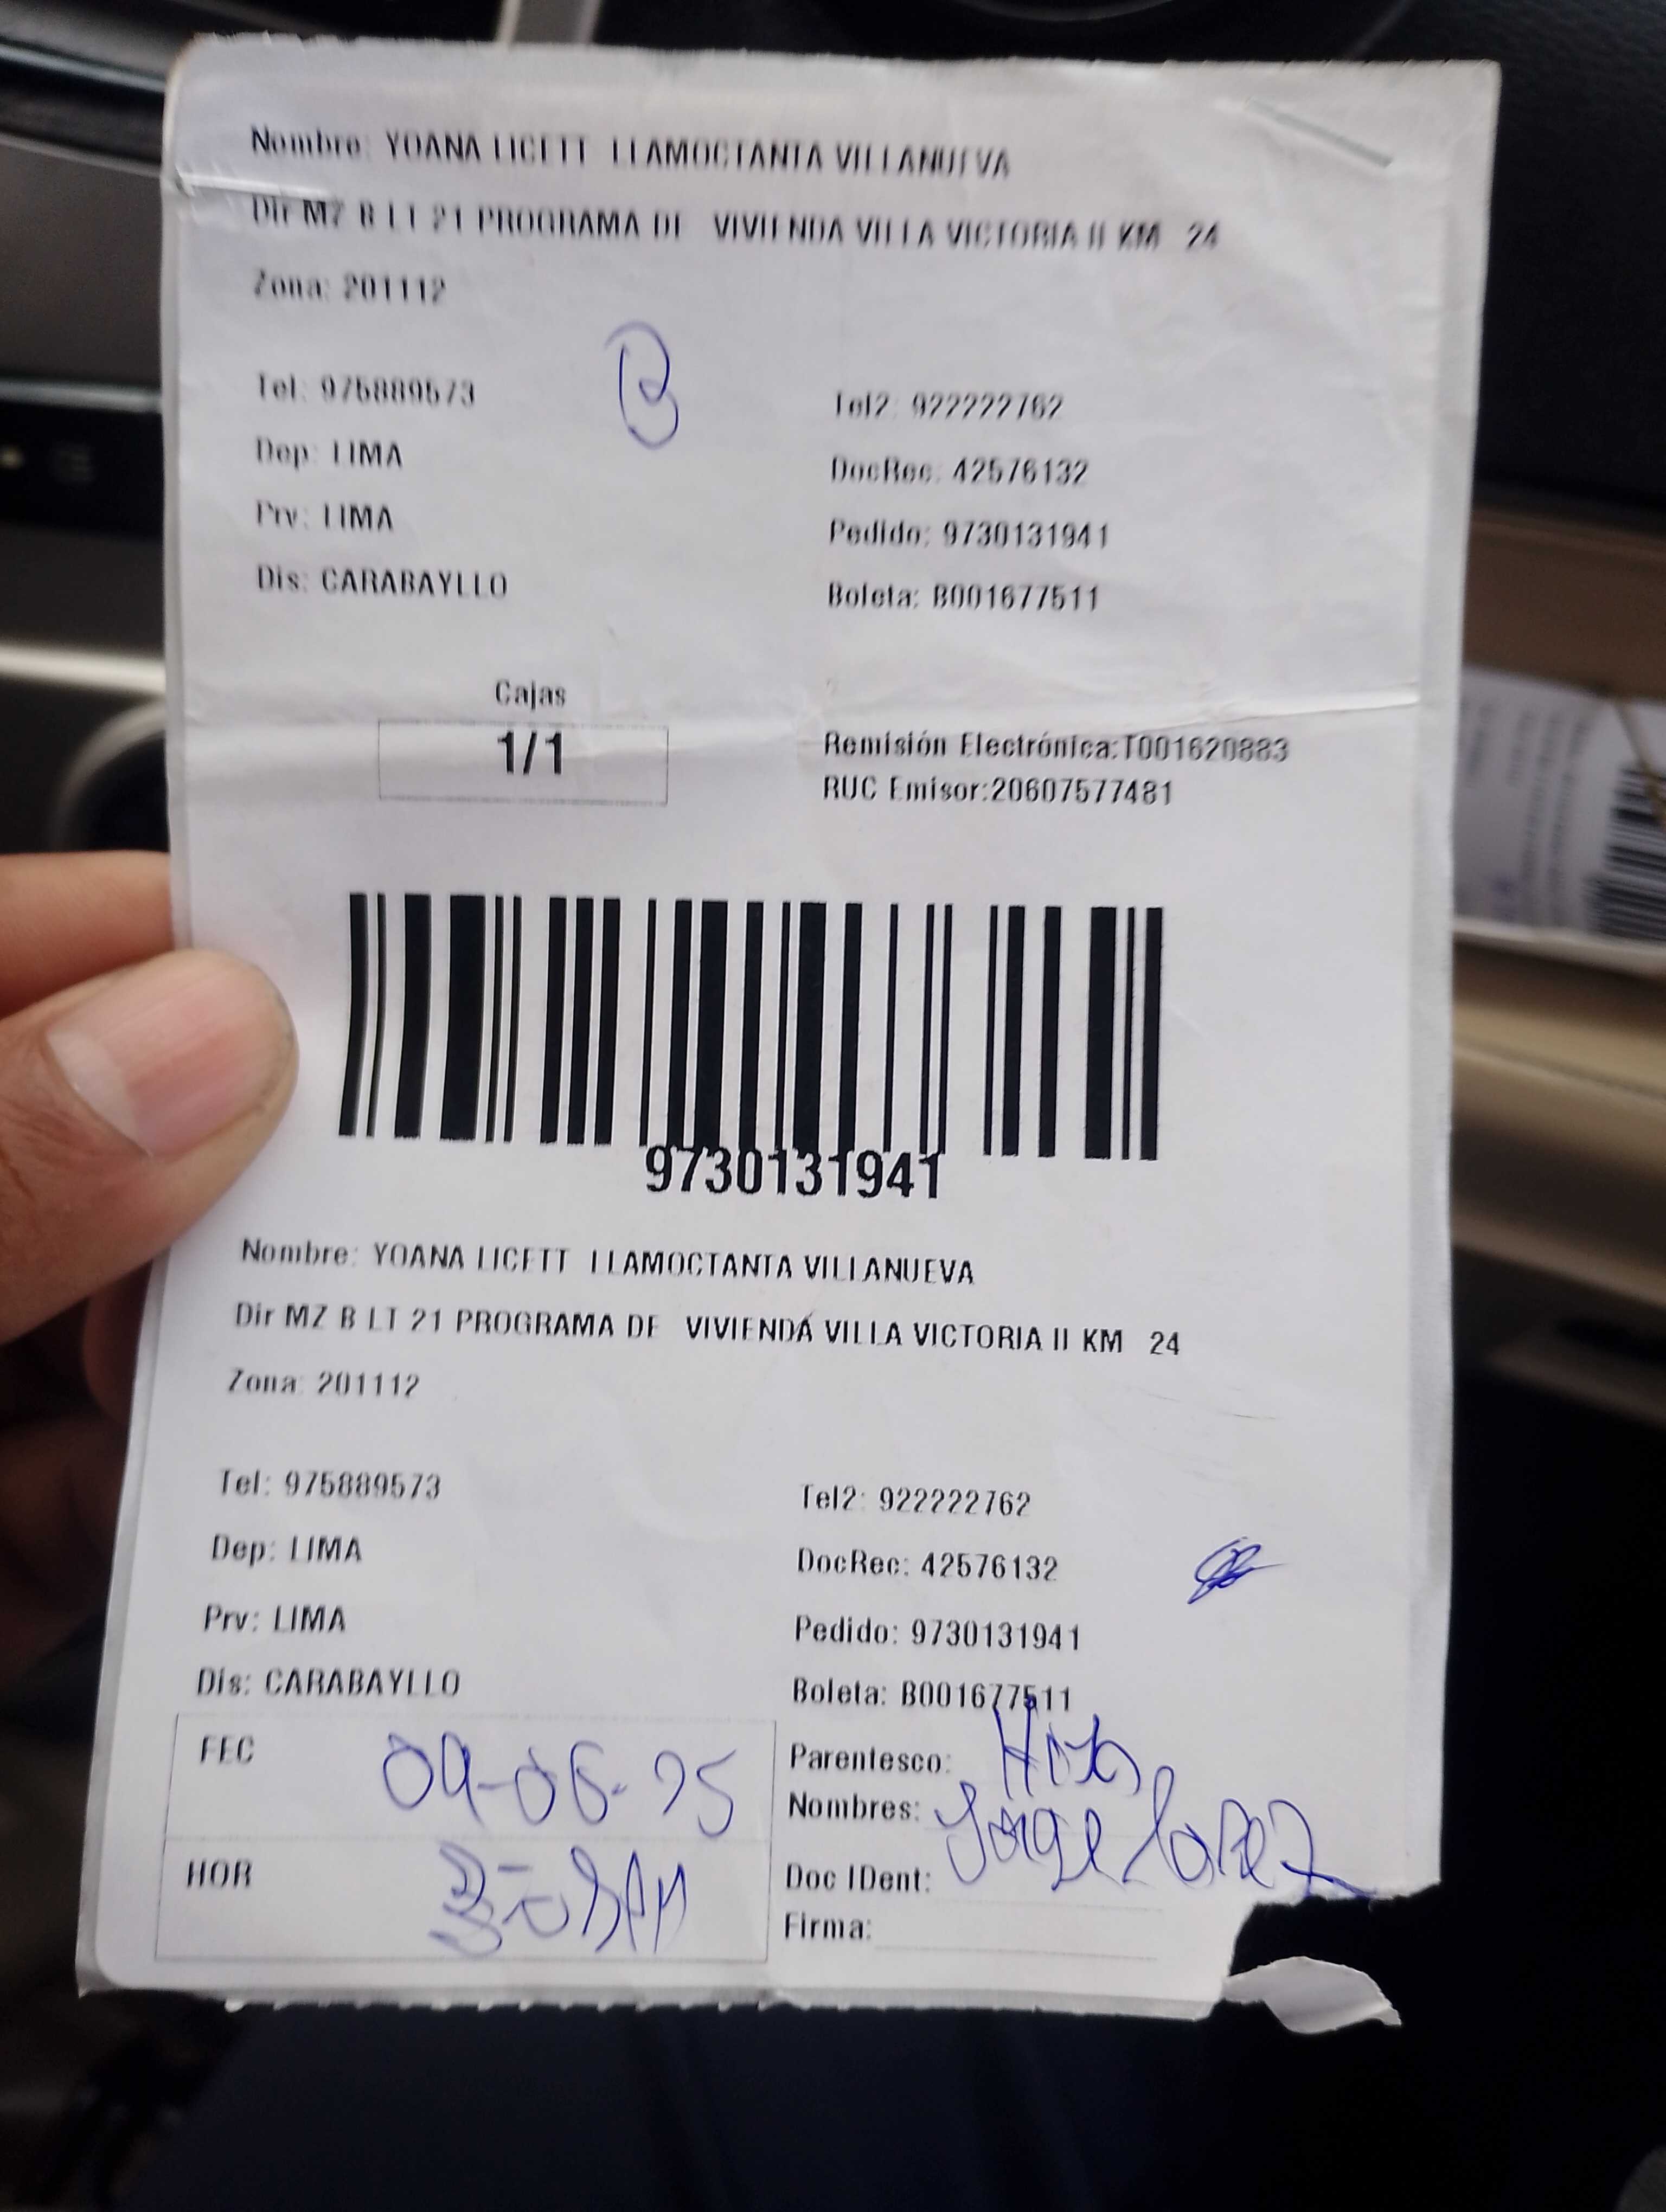 Nombre: YOANA LICETT LLAMOCTANTA VILLANUEVA
Dir MZ B LT 21 PROGRAMA DE VIVIENDA VILLA VICTORIA II KM 24
Zona: 201112
B
Tel: 975889573 Tel2: 922222762
Dep: LIMA DocRec: 42576132
Prv: LIMA Pedido: 9730131941
Dis: CARABAYLLO Boleta: B001677511
Cajas
1/1
Remisión Electrónica:T001620883
RUC Emisor:20607577481
9730131941
Nombre: YOANA LICETT LLAMOCTANTA VILLANUEVA
Dir MZ B LT 21 PROGRAMA DE VIVIENDA VILLA VICTORIA II KM 24
Zona: 201112
Tel: 975889573 Tel2: 922222762
Dep: LIMA DocRec: 42576132
Prv: LIMA Pedido: 9730131941
Dis: CARABAYLLO Boleta: B001677511
FEC 09-06-25
Parentesco:
Nombres: Jorge
HOR
Doc IDent:
Firma: